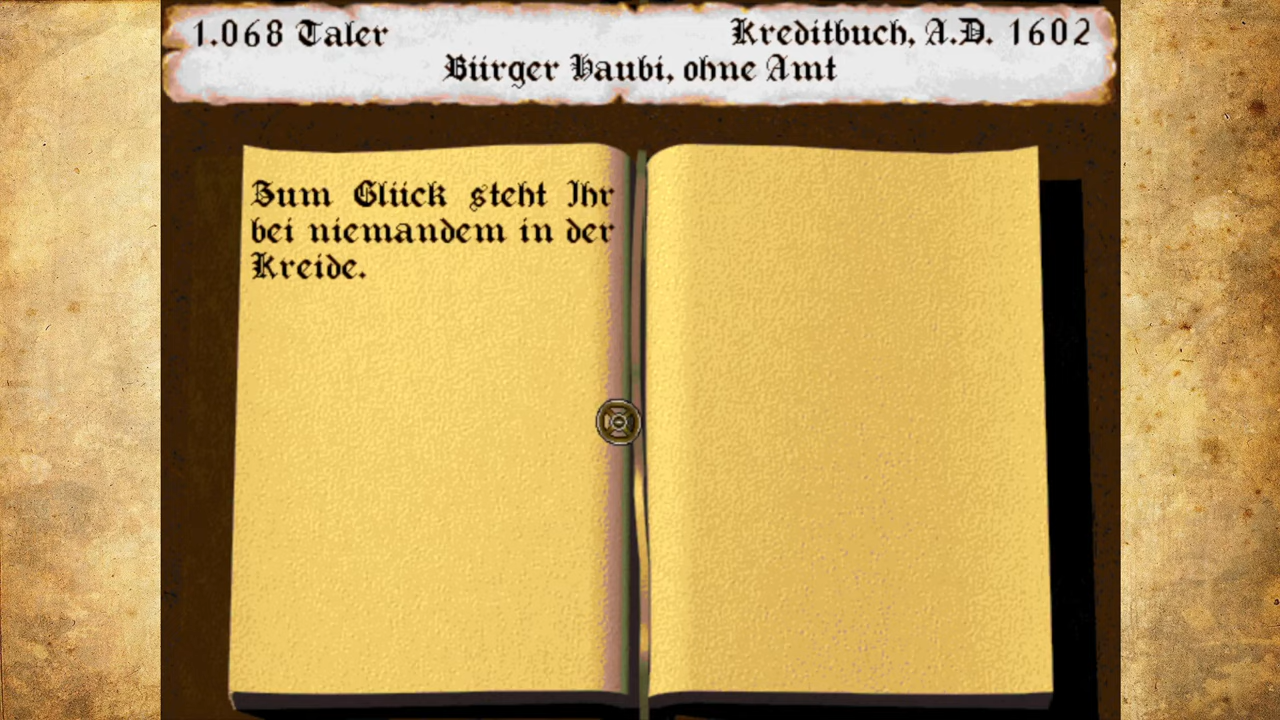 1.068 Taler
Kreditbuch, A.D. 1602
Bürger Haubi, ohne Amt
Zum Glück steht Ihr
bei niemandem in der
Kreide.